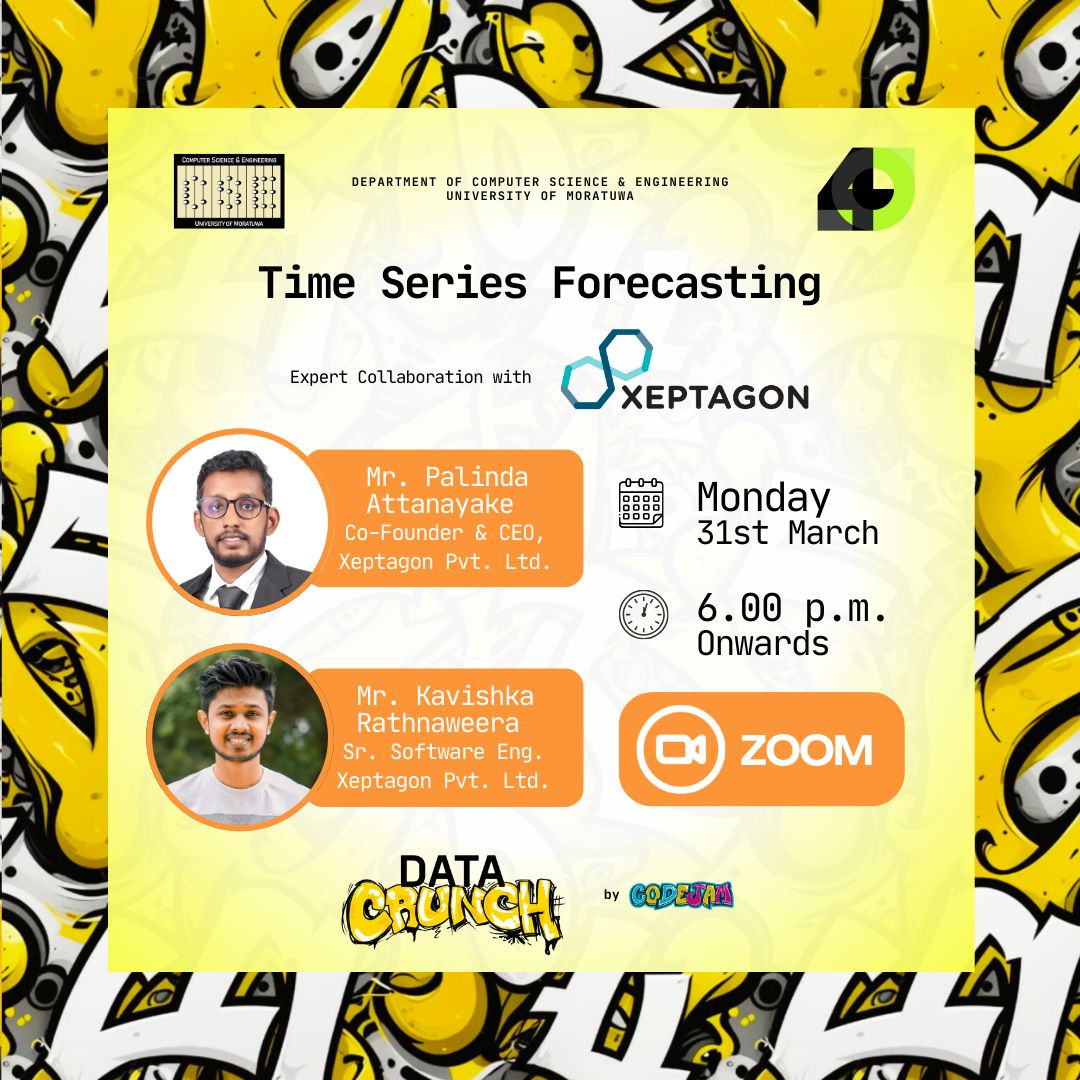 COMPUTER SCIENCE & ENGINEERING
UNIVERSITY OF MORATUWA
DEPARTMENT OF COMPUTER SCIENCE & ENGINEERING
UNIVERSITY OF MORATUWA
40
Time Series Forecasting
Expert Collaboration with
XEPTAGON
Mr. Palinda
Attanayake
Co-Founder & CEO,
Xeptagon Pvt. Ltd.
Monday
31st March
6.00 p.m.
Onwards
Mr. Kavishka
Rathnaweera
Sr. Software Eng.
Xeptagon Pvt. Ltd.
ZOOM
DATA
CRUNCH
by CODEJAM